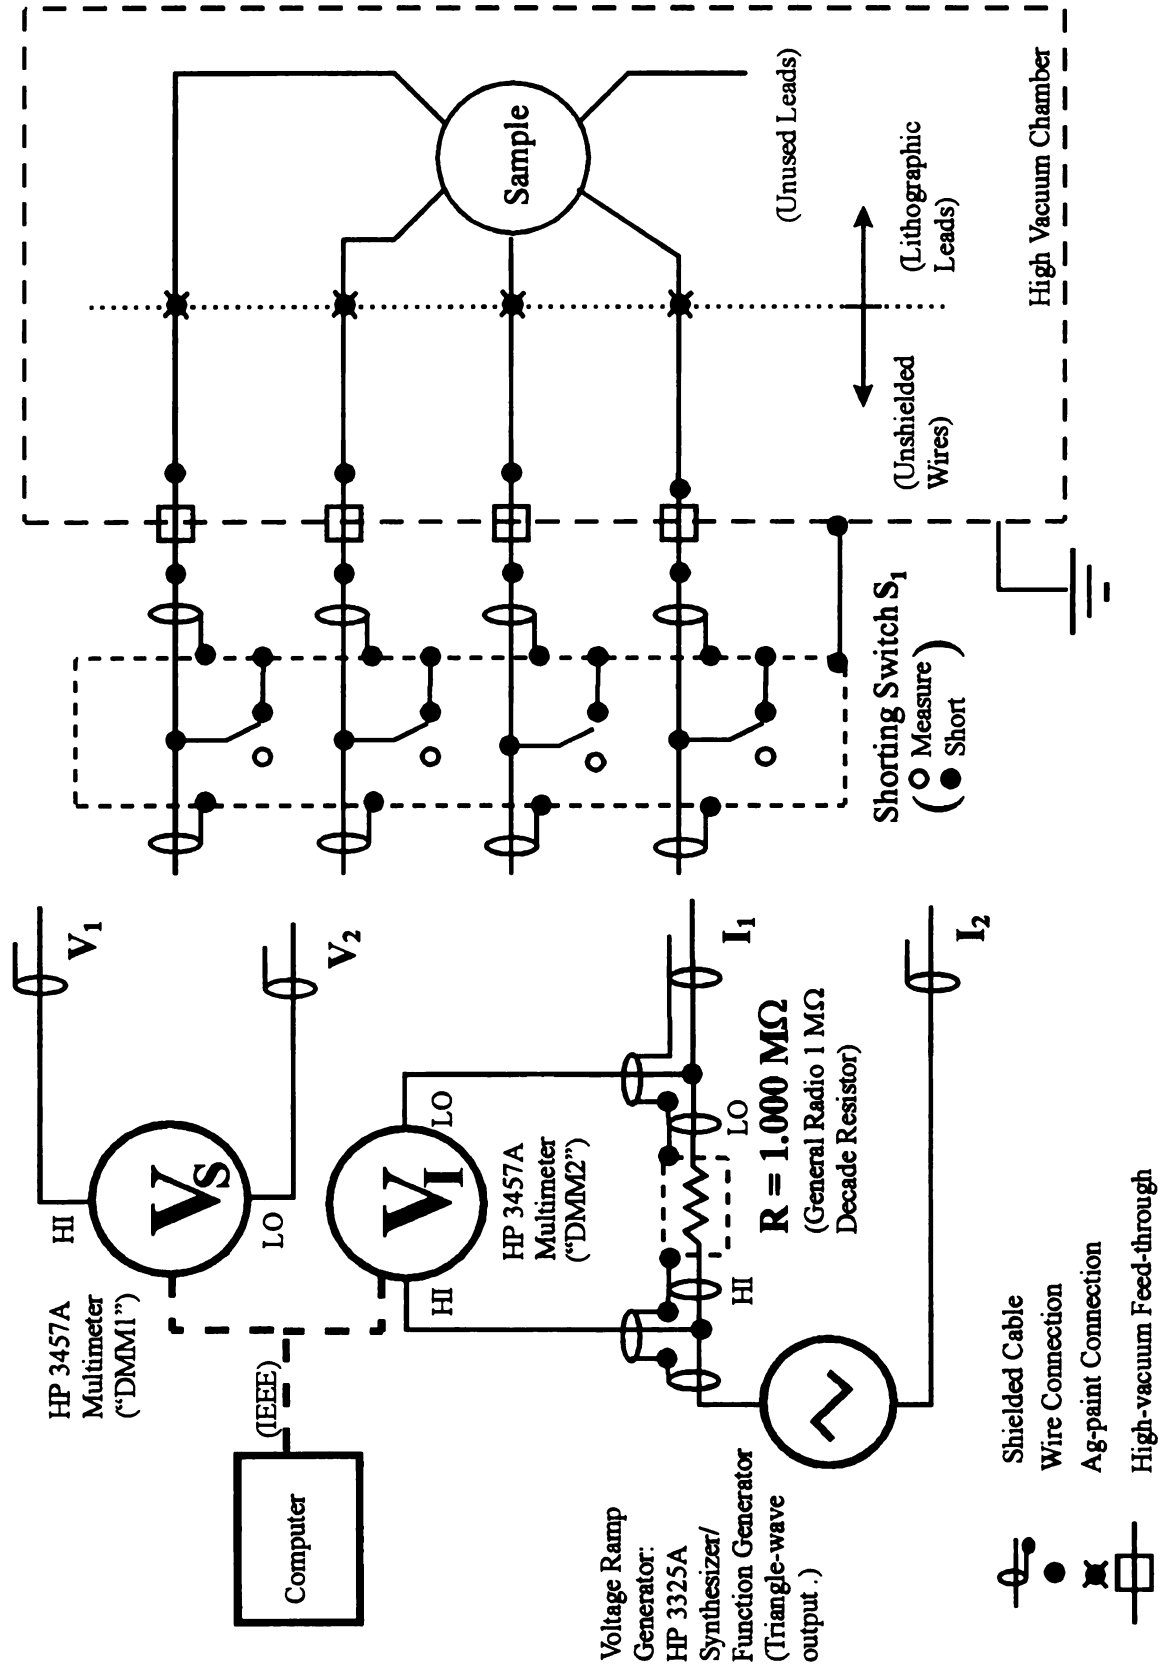 Computer
(IEEE)
HP 3457A
Multimeter
("DMM1")
HI
V_S
LO
V₁
V₂
HP 3457A
Multimeter
("DMM2")
HI
V_I
LO
Voltage Ramp
Generator:
HP 3325A
Synthesizer/
Function Generator
(Triangle-wave
output .)
HI
LO
R = 1.000 MΩ
(General Radio 1 MΩ
Decade Resistor)
I₁
I₂
Shielded Cable
Wire Connection
Ag-paint Connection
High-vacuum Feed-through
Shorting Switch S₁
Measure
Short
(Unshielded
Wires)
(Lithographic
Leads)
(Unused Leads)
Sample
High Vacuum Chamber